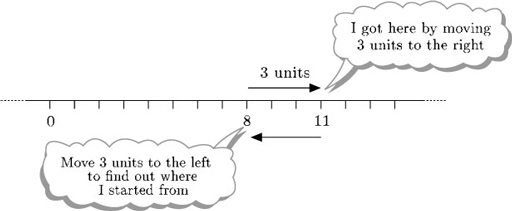 I got here by moving
3 units to the right
3 units
0
8
11
Move 3 units to the left
to find out where
I started from